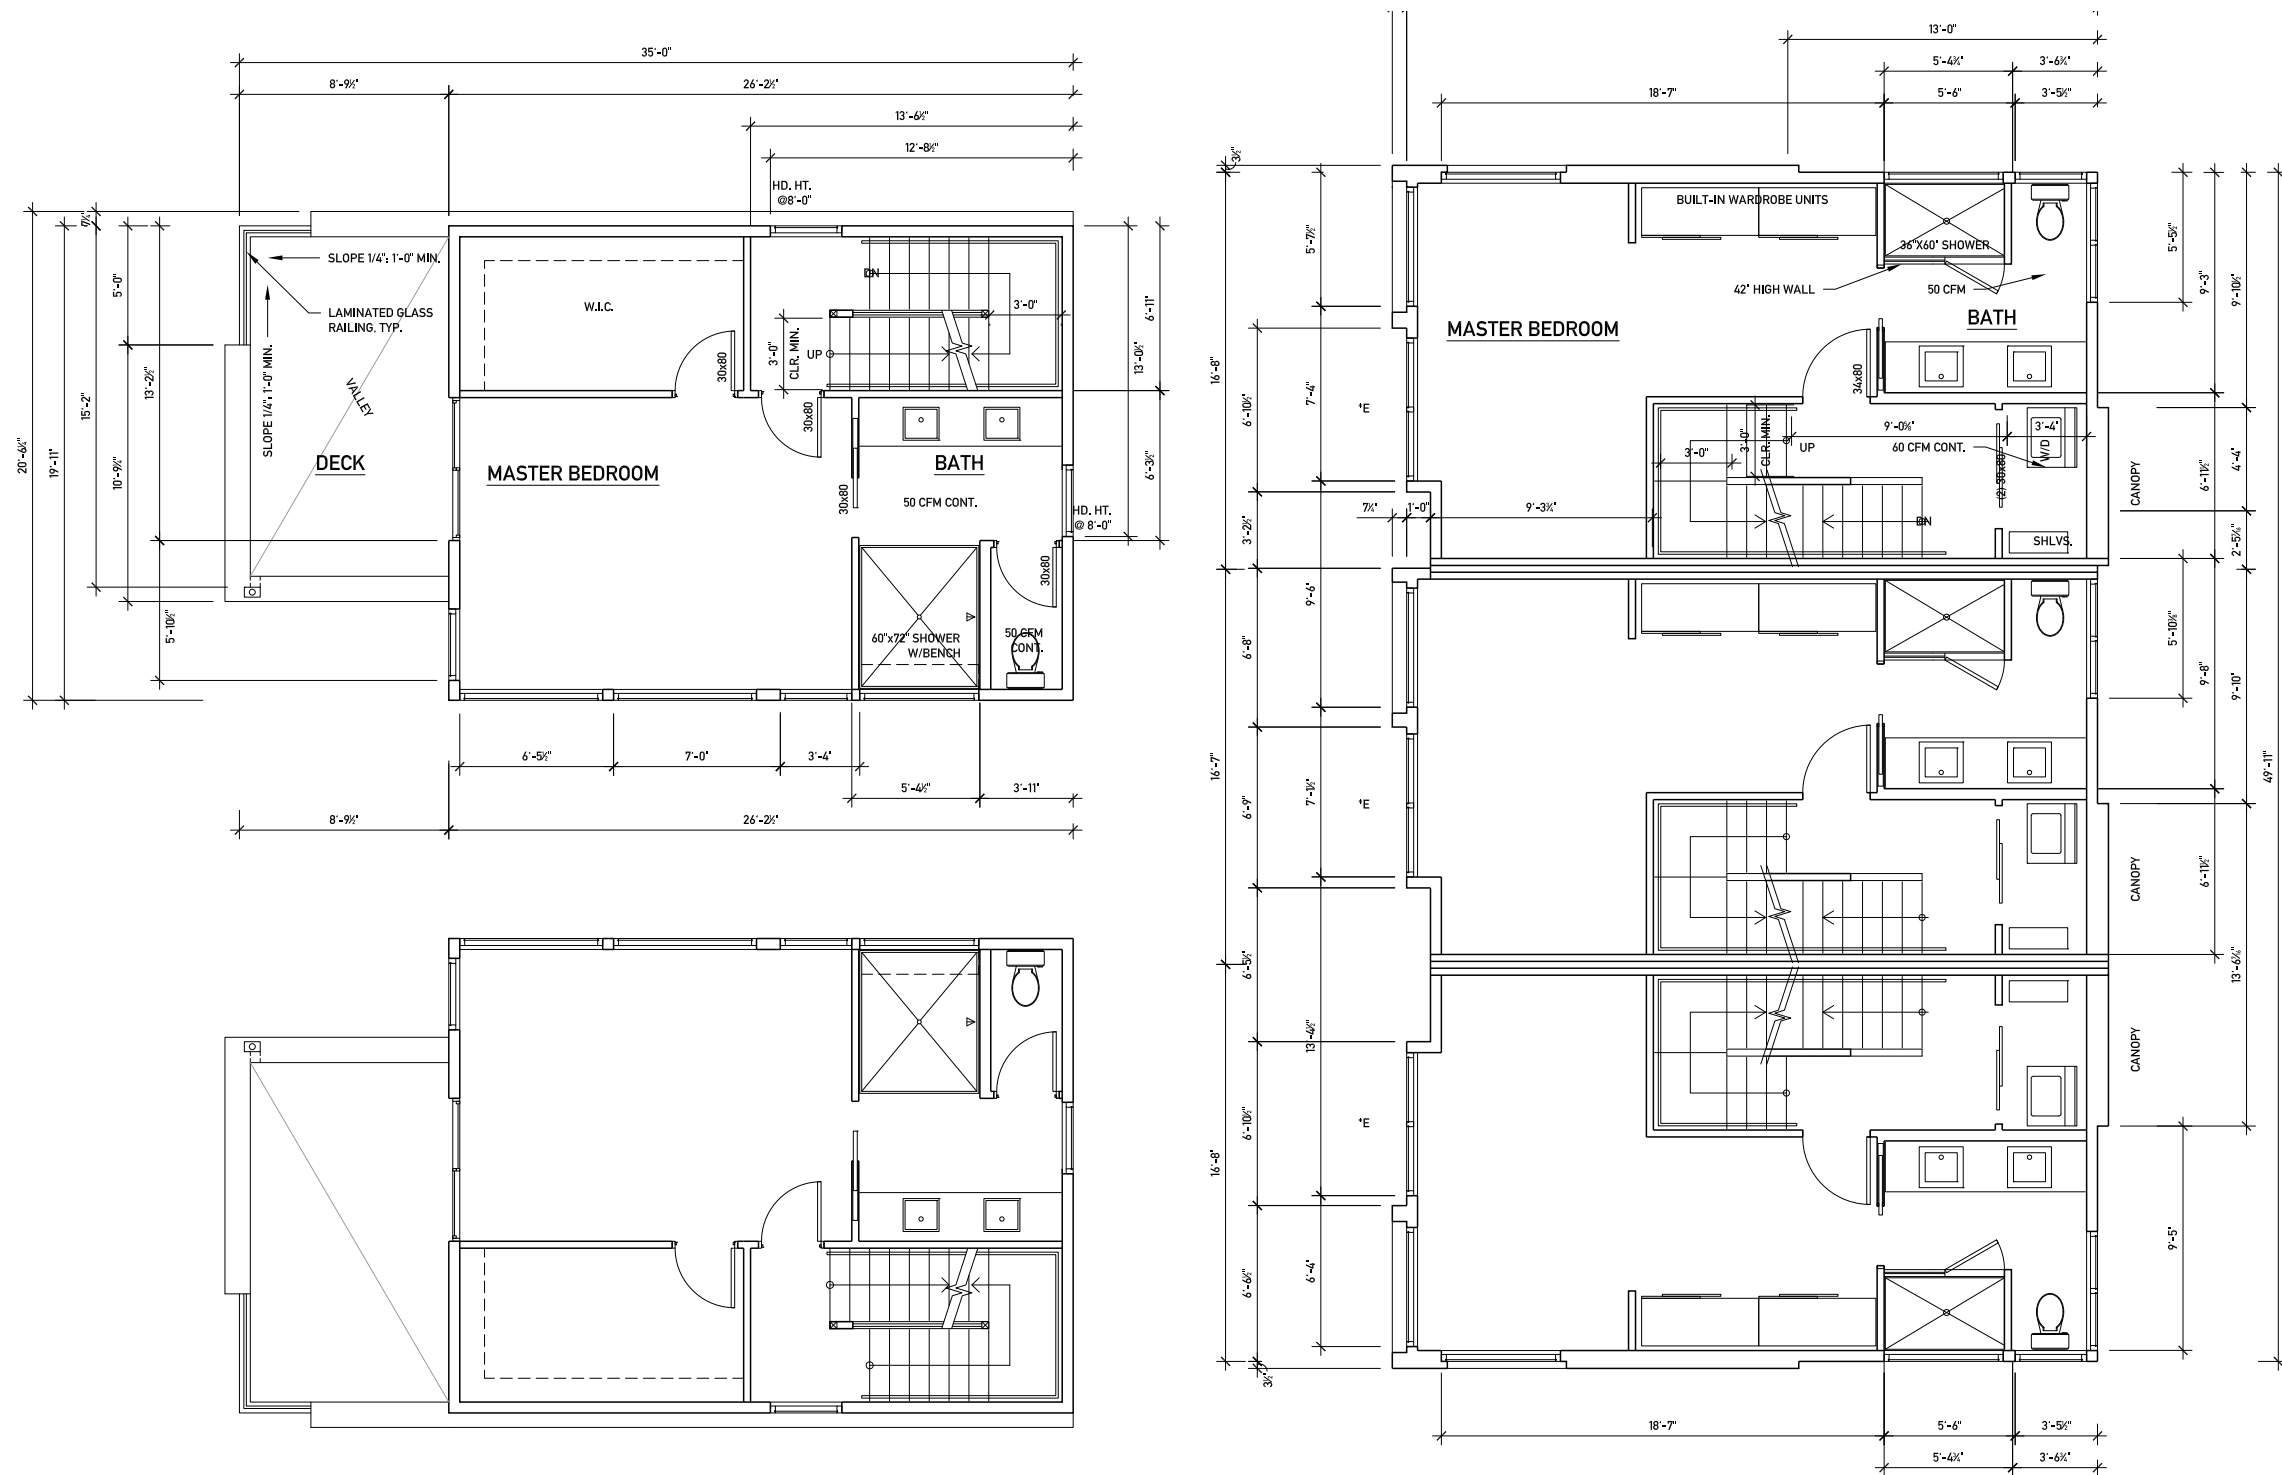 35'-0"
8'-9½"
26'-2½"
13'-6½"
12'-8½"
HD. HT.
@8'-0"
SLOPE 1/4": 1'-0" MIN.
LAMINATED GLASS
RAILING, TYP.
SLOPE 1/4": 1'-0" MIN.
VALLEY
DECK
W.I.C.
30x80
DN
3'-0"
3'-0"
CLR. MIN.
UP
30x80
MASTER BEDROOM
BATH
30x80
50 CFM CONT.
HD. HT.
@ 8'-0"
30x80
60"x72" SHOWER
W/BENCH
50 CFM
CONT.
20'-6¼"
19'-11"
7¼"
15'-2"
5'-0"
10'-9¼"
13'-2½"
5'-10½"
13'-0½"
6'-11"
6'-3½"
6'-5½"
7'-0"
3'-4"
5'-4½"
3'-11"
8'-9½"
26'-2½"
13'-0"
5'-4¾"
3'-6¾"
18'-7"
5'-6"
3'-5½"
3½"
BUILT-IN WARDROBE UNITS
36"X60" SHOWER
42" HIGH WALL
50 CFM
MASTER BEDROOM
BATH
34x80
3'-0"
CLR. MIN.
3'-0"
UP
9'-0⅝"
3'-4"
60 CFM CONT.
W/D
(2) 30x80
DN
SHLVS.
CANOPY
7¼"
1'-0"
9'-3¾"
*E
16'-8"
5'-7½"
7'-4"
6'-10½"
3'-2½"
9'-6"
6'-8"
16'-7"
7'-1½"
6'-9"
*E
6'-5½"
13'-4½"
6'-10½"
*E
16'-8"
6'-4"
6'-6½"
3½"
5'-5½"
9'-3"
9'-10½"
6'-11½"
4'-4"
5'-10⅛"
9'-8"
9'-10"
49'-11"
CANOPY
6'-11½"
CANOPY
9'-5"
18'-7"
5'-6"
3'-5½"
5'-4¾"
3'-6¾"